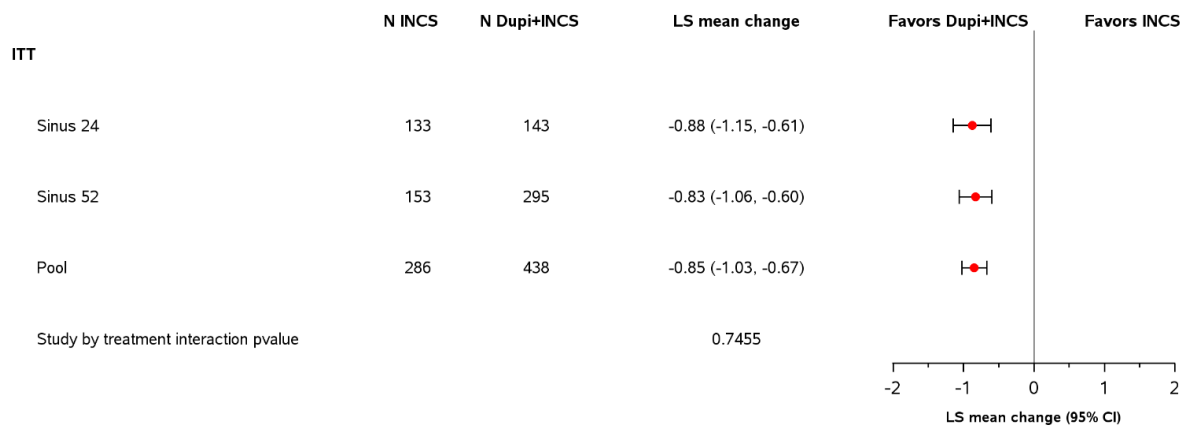 N INCS N Dupi+INCS LS mean change Favors Dupi+INCS Favors INCS
ITT
Sinus 24 133 143 -0.88 (-1.15, -0.61)
Sinus 52 153 295 -0.83 (-1.06, -0.60)
Pool 286 438 -0.85 (-1.03, -0.67)
Study by treatment interaction pvalue 0.7455
-2 -1 0 1 2
LS mean change (95% CI)